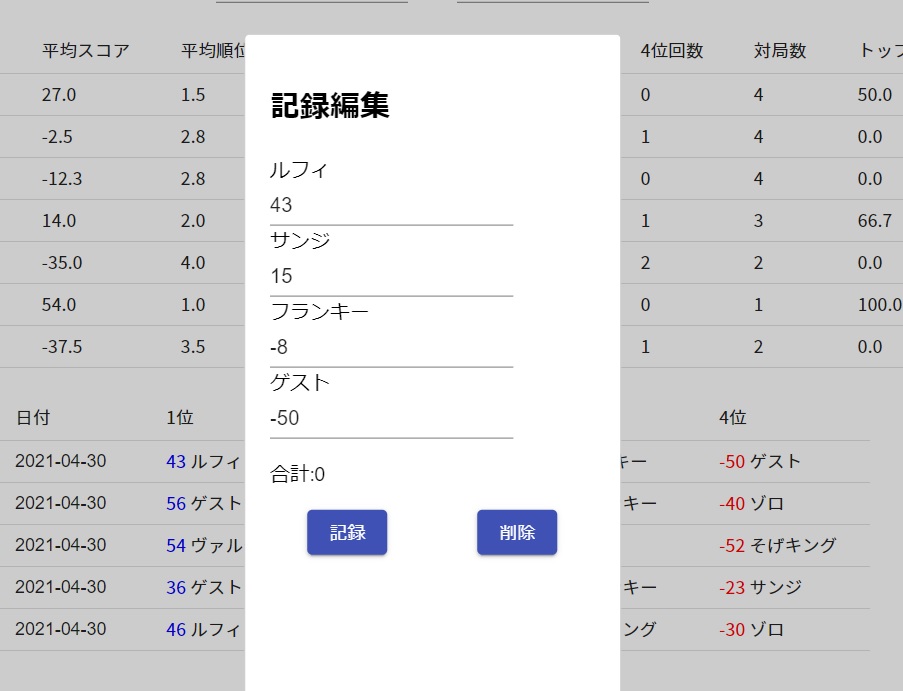 平均スコア 平均順位 4位回数 対局数 トップ
27.0 1.5 0 4 50.0
-2.5 2.8 1 4 0.0
-12.3 2.8 0 4 0.0
14.0 2.0 1 3 66.7
-35.0 4.0 2 2 0.0
54.0 1.0 0 1 100.0
-37.5 3.5 1 2 0.0
記録編集
ルフィ
43
サンジ
15
フランキー
-8
ゲスト
-50
合計:0
記録 削除
日付 1位 4位
2021-04-30 43 ルフィ キー -50 ゲスト
2021-04-30 56 ゲスト キー -40 ゾロ
2021-04-30 54 ヴァル -52 そげキング
2021-04-30 36 ゲスト キー -23 サンジ
2021-04-30 46 ルフィ ング -30 ゾロ